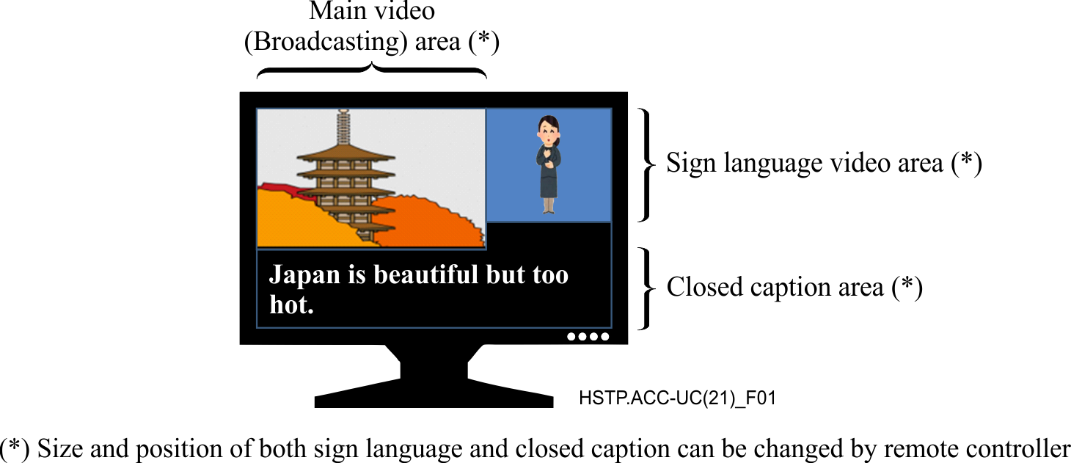 Main video
(Broadcasting) area (*)
Sign language video area (*)
Japan is beautiful but too
hot.
Closed caption area (*)
HSTP.ACC-UC(21)_F01
(*) Size and position of both sign language and closed caption can be changed by remote controller